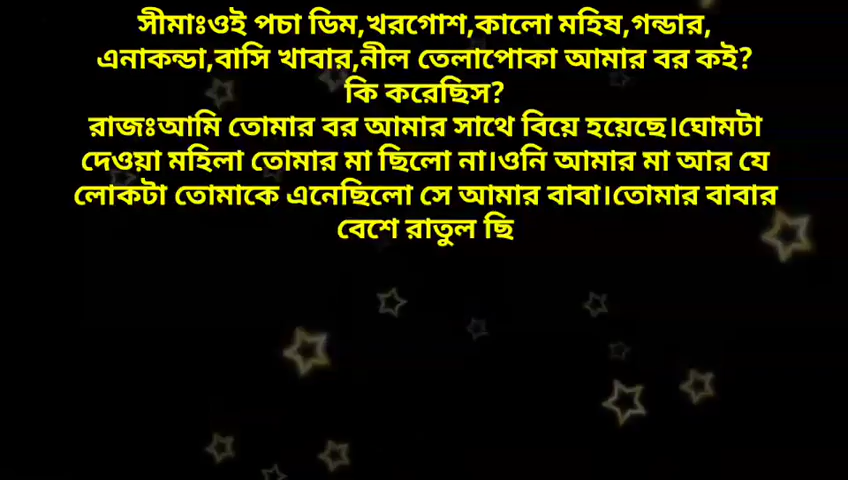 সীমাঃওই পচা ডিম,খরগোশ,কালো মহিষ,গন্ডার,
এনাকন্ডা,বাসি খাবার,নীল তেলাপোকা আমার বর কই?
কি করেছিস?
রাজঃআমি তোমার বর আমার সাথে বিয়ে হয়েছে।ঘোমটা
দেওয়া মহিলা তোমার মা ছিলো না।ওনি আমার মা আর যে
লোকটা তোমাকে এনেছিলো সে আমার বাবা।তোমার বাবার
বেশে রাতুল ছি